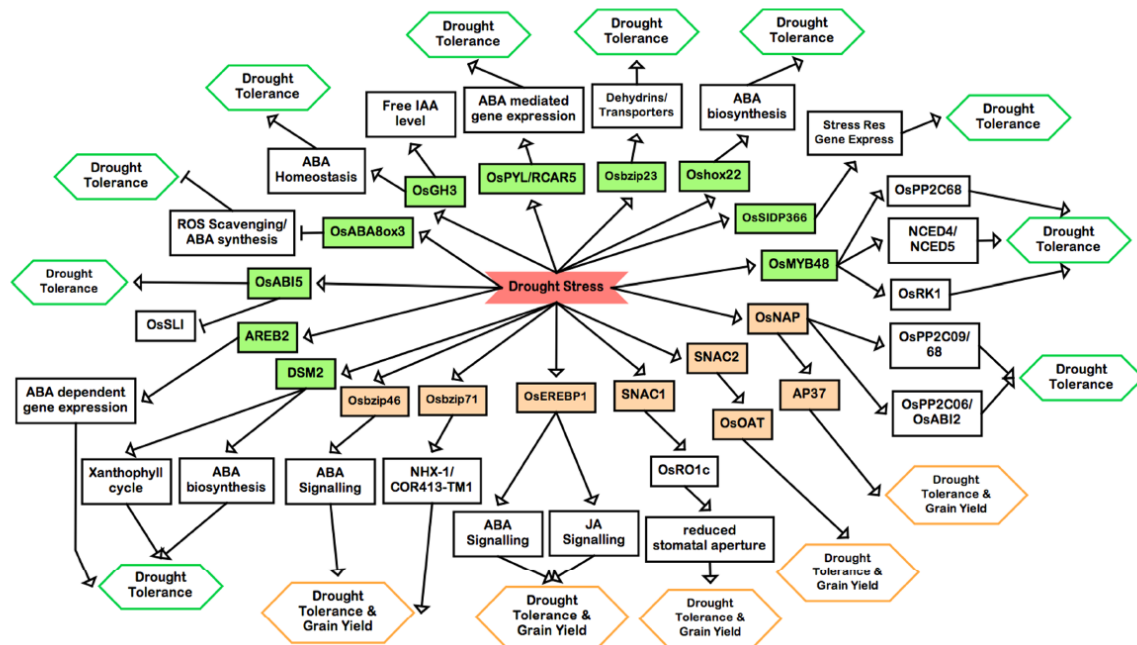 Drought
Tolerance
Drought
Tolerance
Drought
Tolerance
Drought
Tolerance
Free IAA
level
ABA mediated
gene expression
Dehydrins/
Transporters
ABA
biosynthesis
Stress Res
Gene Express
Drought
Tolerance
Drought
Tolerance
ABA
Homeostasis
OsGH3
OsPYL/RCAR5
Osbzip23
Oshox22
OsPP2C68
ROS Scavenging/
ABA synthesis
OsABA8ox3
OsSIDP366
NCED4/
NCED5
Drought
Tolerance
OsMYB48
Drought
Tolerance
OsABI5
Drought Stress
OsRK1
OsSLI
AREB2
OsNAP
OsPP2C09/
68
DSM2
SNAC2
Drought
Tolerance
ABA dependent
gene expression
Osbzip46
Osbzip71
OsEREBP1
SNAC1
AP37
OsPP2C06/
OsABI2
OsOAT
Xanthophyll
cycle
ABA
biosynthesis
ABA
Signalling
NHX-1/
COR413-TM1
OsRO1c
Drought
Tolerance &
Grain Yield
ABA
Signalling
JA
Signalling
reduced
stomatal aperture
Drought
Tolerance &
Grain Yield
Drought
Tolerance
Drought
Tolerance &
Grain Yield
Drought
Tolerance &
Grain Yield
Drought
Tolerance &
Grain Yield